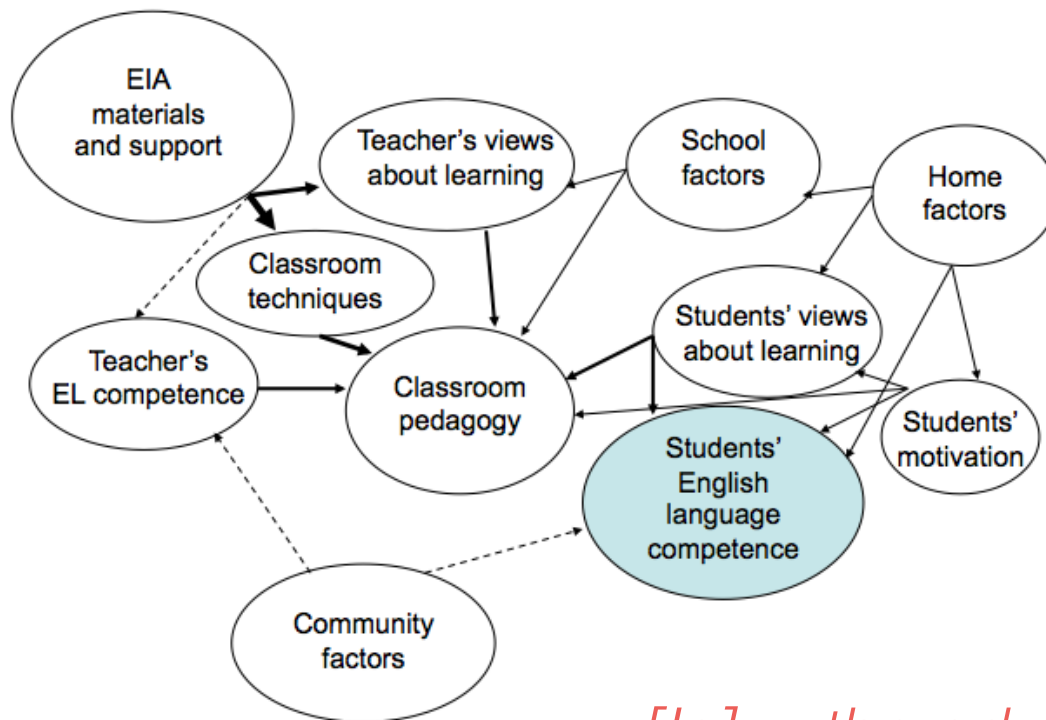 EIA
materials
and support
Teacher's views
about learning
School
factors
Home
factors
Classroom
techniques
Students' views
about learning
Teacher's
EL competence
Classroom
pedagogy
Students'
motivation
Students'
English
language
competence
Community
factors